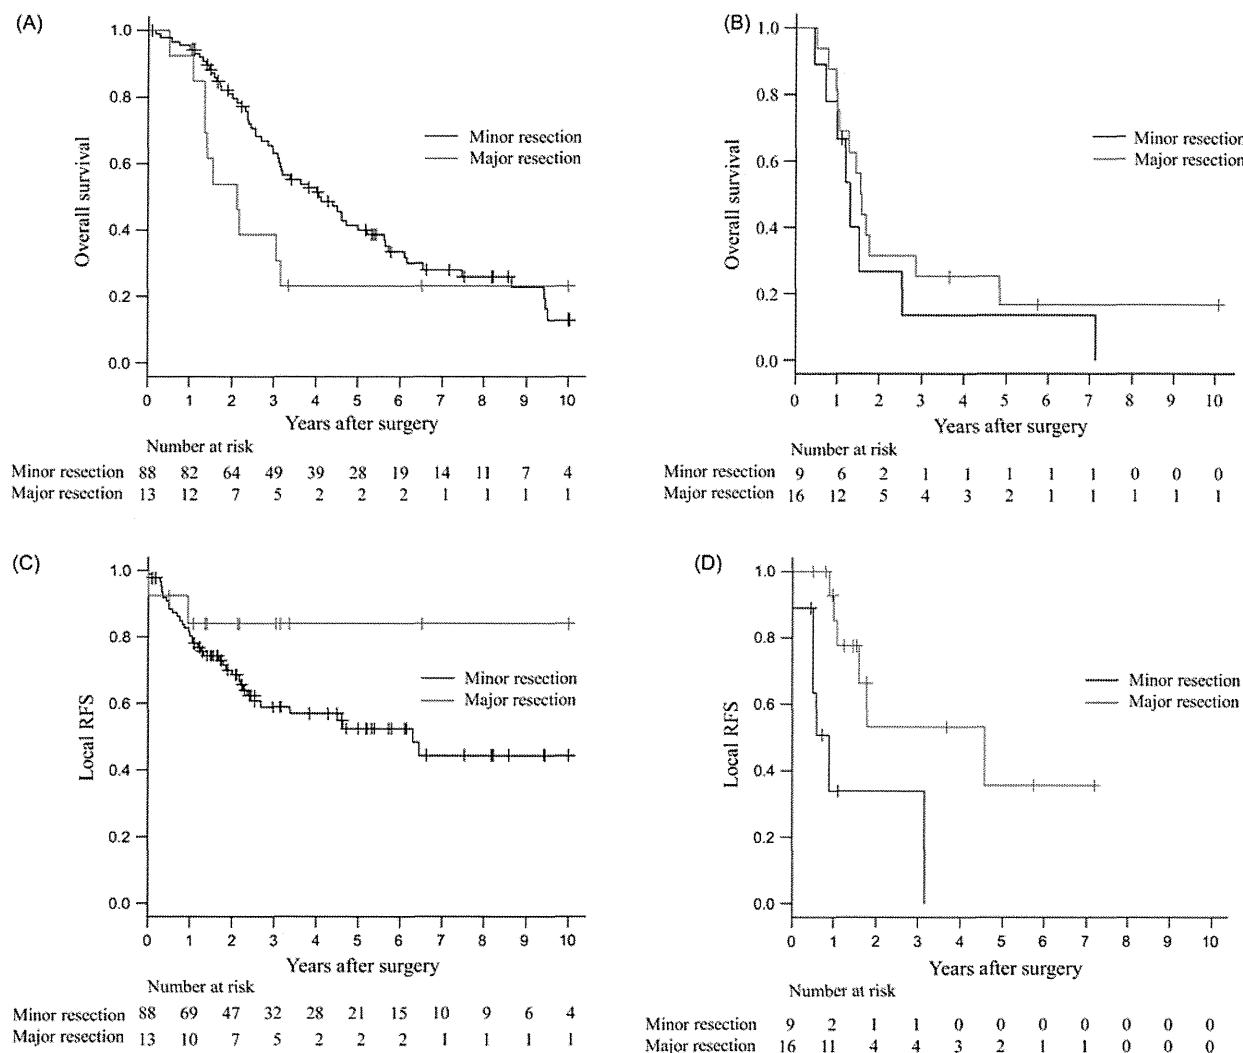 (A)
1.0
0.8
0.6
0.4
0.2
0.0
Overall survival
Minor resection
Major resection
0 1 2 3 4 5 6 7 8 9 10
Years after surgery
Number at risk
Minor resection 88 82 64 49 39 28 19 14 11 7 4
Major resection 13 12 7 5 2 2 2 1 1 1 1
(B)
1.0
0.8
0.6
0.4
0.2
0.0
Overall survival
Minor resection
Major resection
0 1 2 3 4 5 6 7 8 9 10
Years after surgery
Number at risk
Minor resection 9 6 2 1 1 1 1 1 0 0 0
Major resection 16 12 5 4 3 2 1 1 1 1 1
(C)
1.0
0.8
0.6
0.4
0.2
0.0
Local RFS
Minor resection
Major resection
0 1 2 3 4 5 6 7 8 9 10
Years after surgery
Number at risk
Minor resection 88 69 47 32 28 21 15 10 9 6 4
Major resection 13 10 7 5 2 2 2 1 1 1 1
(D)
1.0
0.8
0.6
0.4
0.2
0.0
Local RFS
Minor resection
Major resection
0 1 2 3 4 5 6 7 8 9 10
Years after surgery
Number at risk
Minor resection 9 2 1 1 0 0 0 0 0 0 0
Major resection 16 11 4 4 3 2 1 1 0 0 0